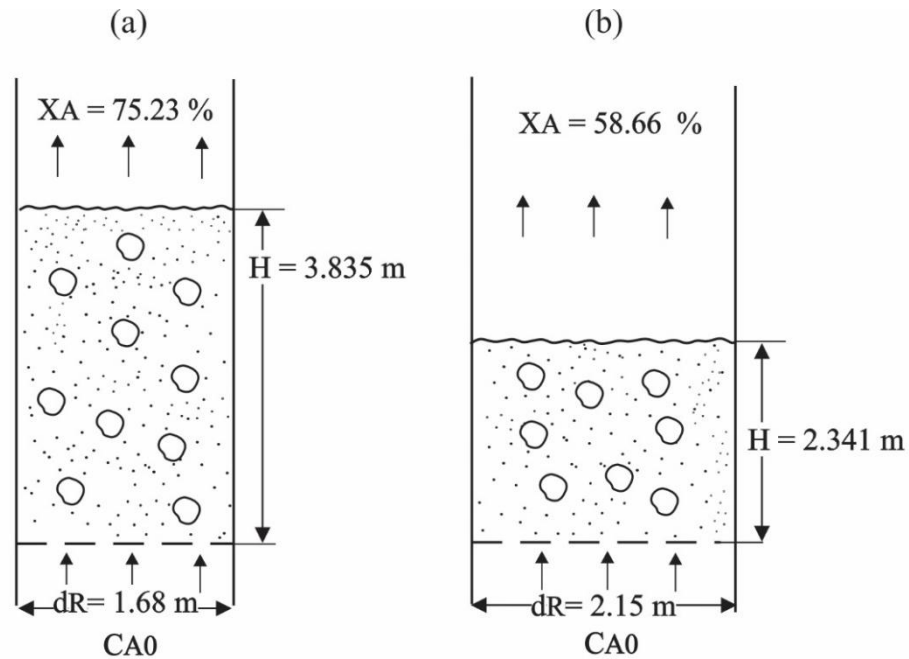 (a)
XA = 75.23 %
H = 3.835 m
dR= 1.68 m
CA0
(b)
XA = 58.66 %
H = 2.341 m
dR= 2.15 m
CA0